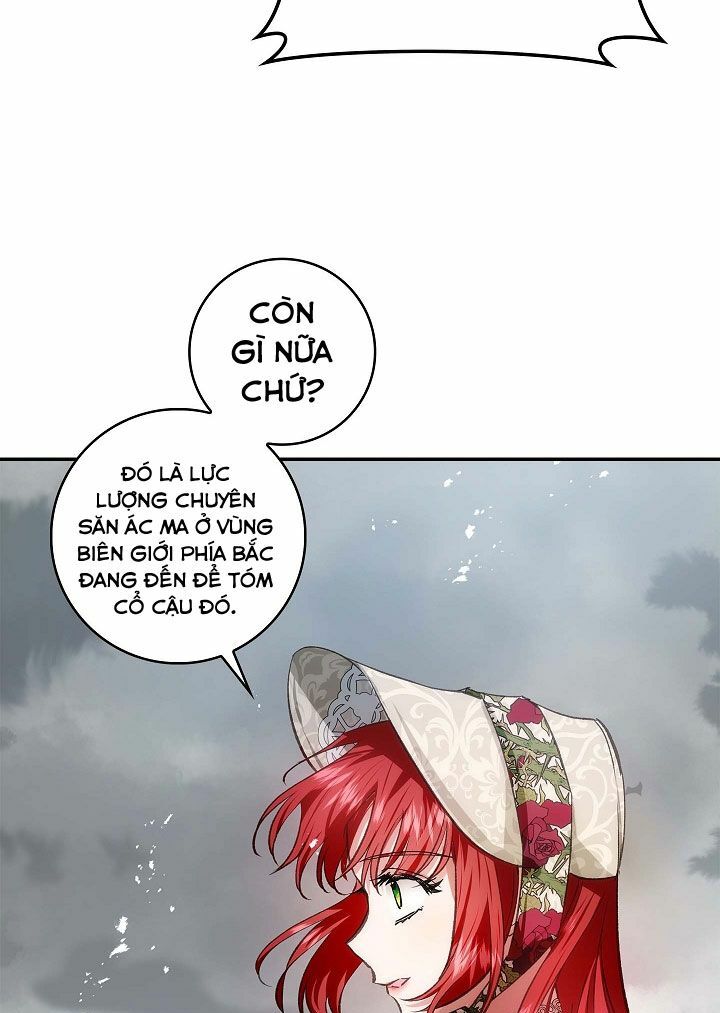 CÒN
GÌ NỮA
CHỨ?
ĐÓ LÀ LỰC
LƯỢNG CHUYÊN
SĂN ÁC MA Ở VÙNG
BIÊN GIỚI PHÍA BẮC
ĐANG ĐẾN ĐỂ TÓM
CỔ CẬU ĐÓ.